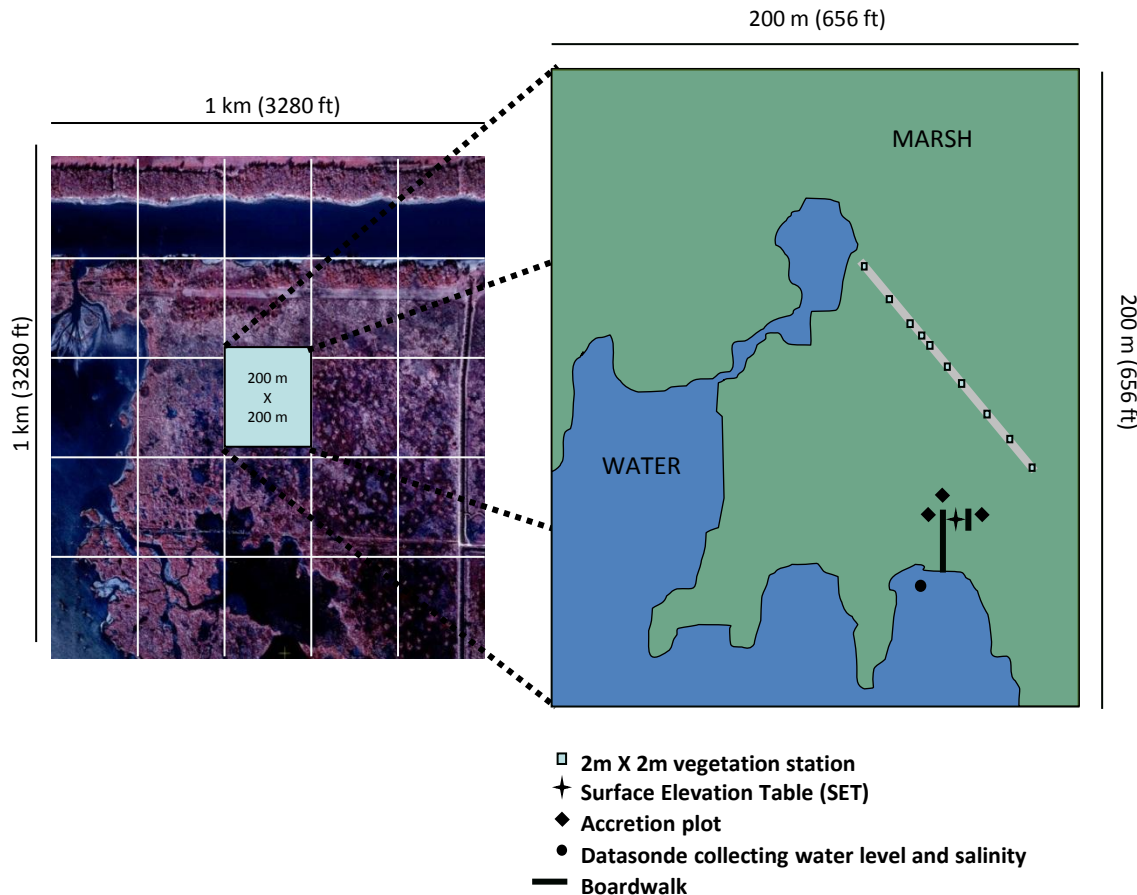 200 m (656 ft)
1 km (3280 ft)
1 km (3280 ft)
200 m
X
200 m
MARSH
WATER
200 m (656 ft)
2m X 2m vegetation station
Surface Elevation Table (SET)
Accretion plot
Datasonde collecting water level and salinity
Boardwalk